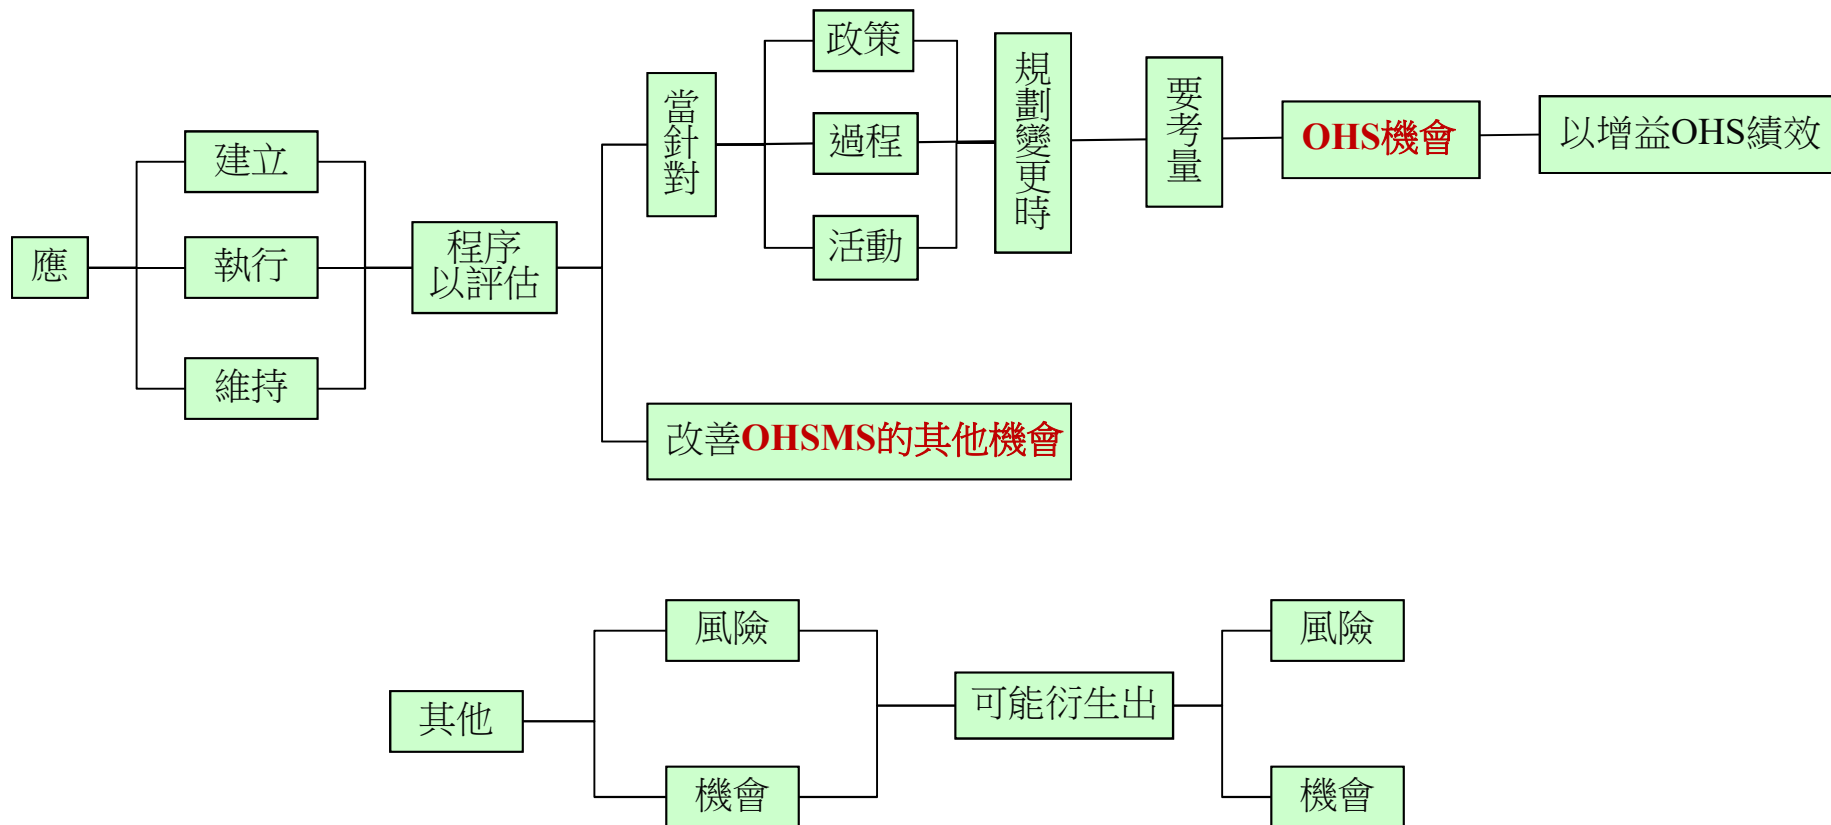 應
建立
執行
維持
程序
以評估
當針對
政策
過程
活動
規劃變更時
要考量
OHS機會
以增益OHS績效
改善OHSMS的其他機會
其他
風險
機會
可能衍生出
風險
機會